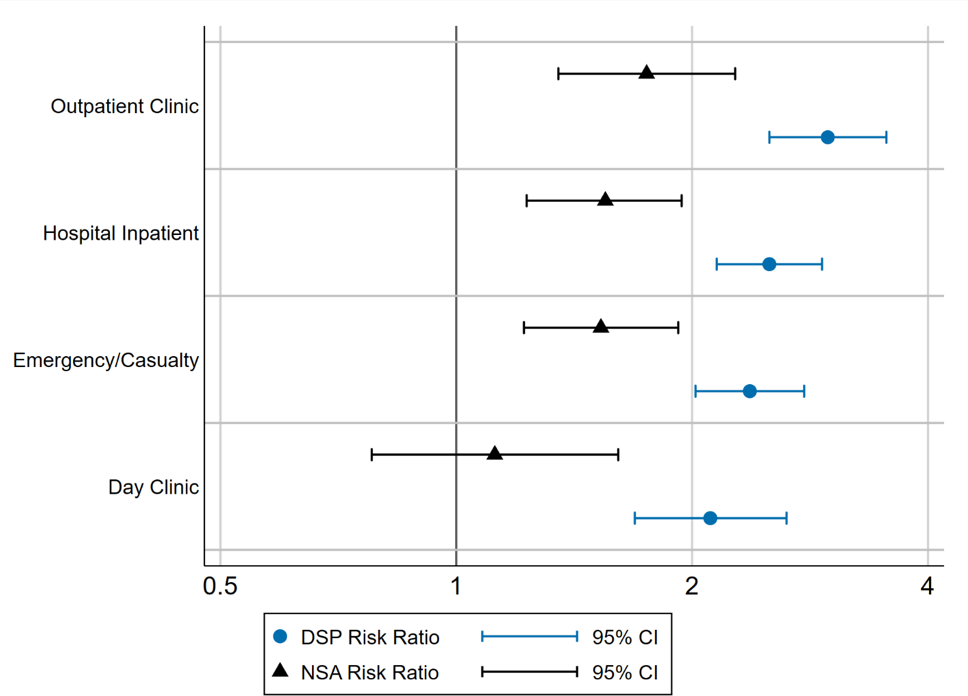 Outpatient Clinic
Hospital Inpatient
Emergency/Casualty
Day Clinic
0.5 1 2 4
DSP Risk Ratio 95% CI
NSA Risk Ratio 95% CI